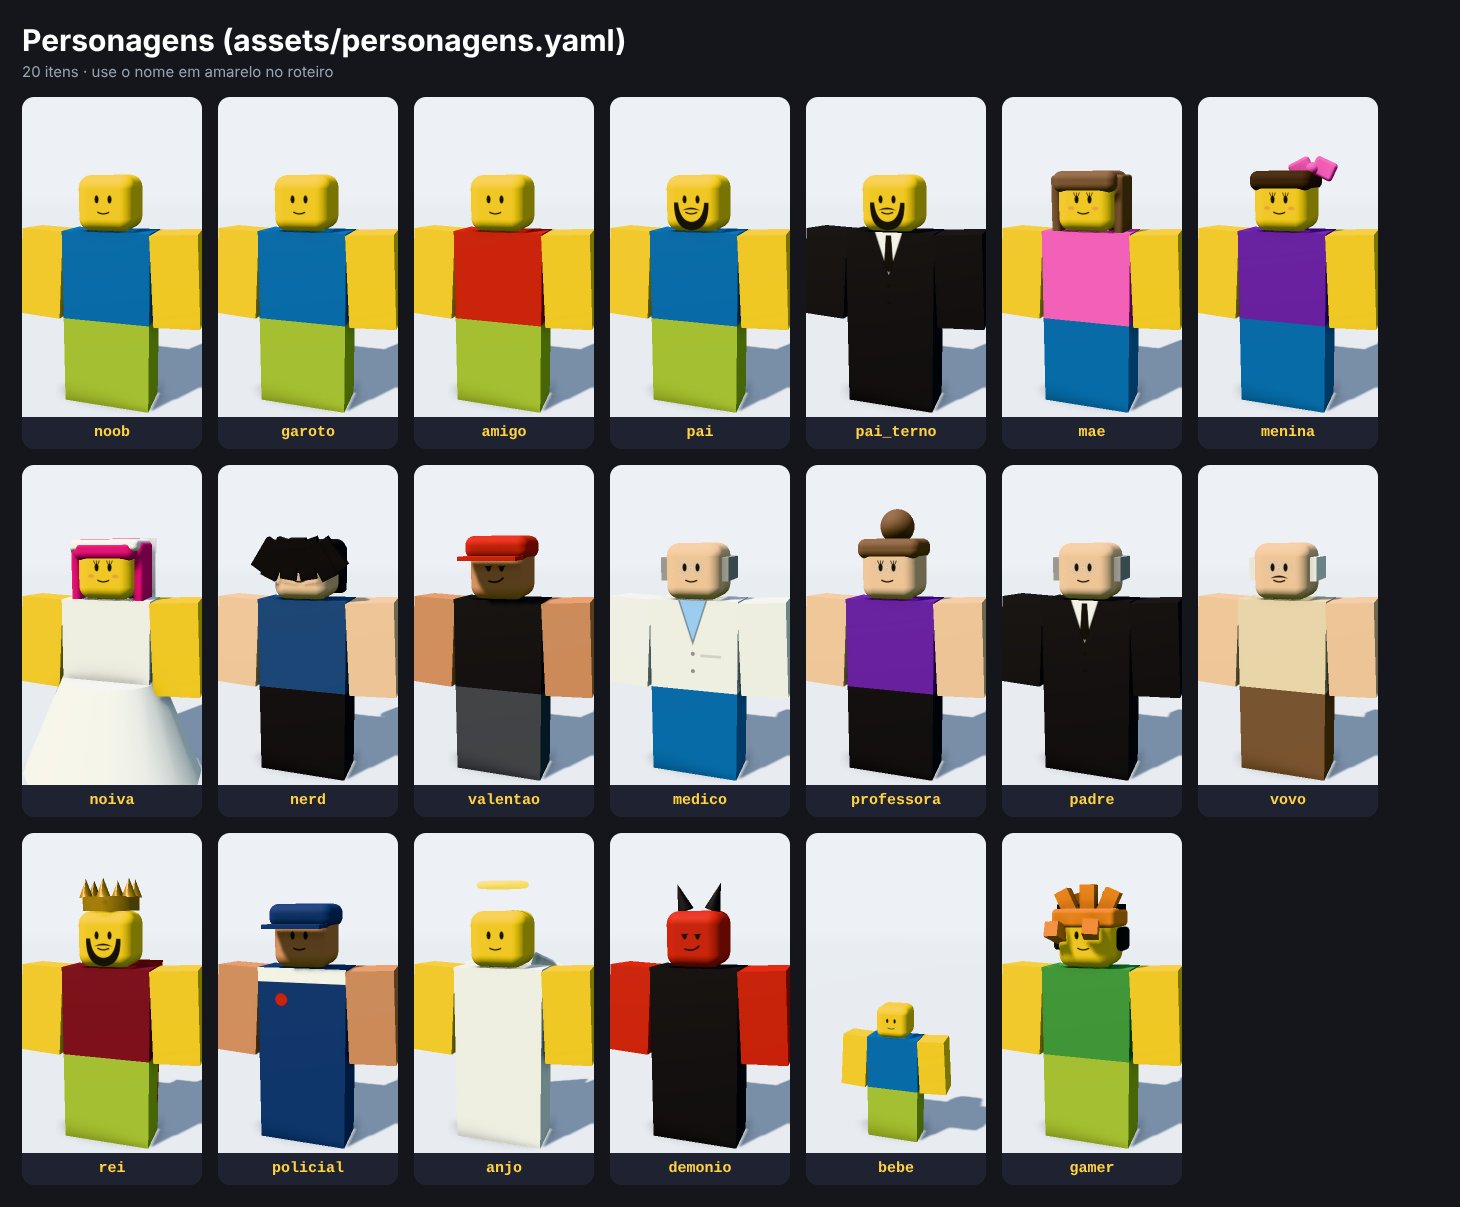 Personagens (assets/personagens.yaml)
20 itens · use o nome em amarelo no roteiro
noob
garoto
amigo
pai
pai_terno
mae
menina
noiva
nerd
valentao
medico
professora
padre
vovo
rei
policial
anjo
demonio
bebe
gamer